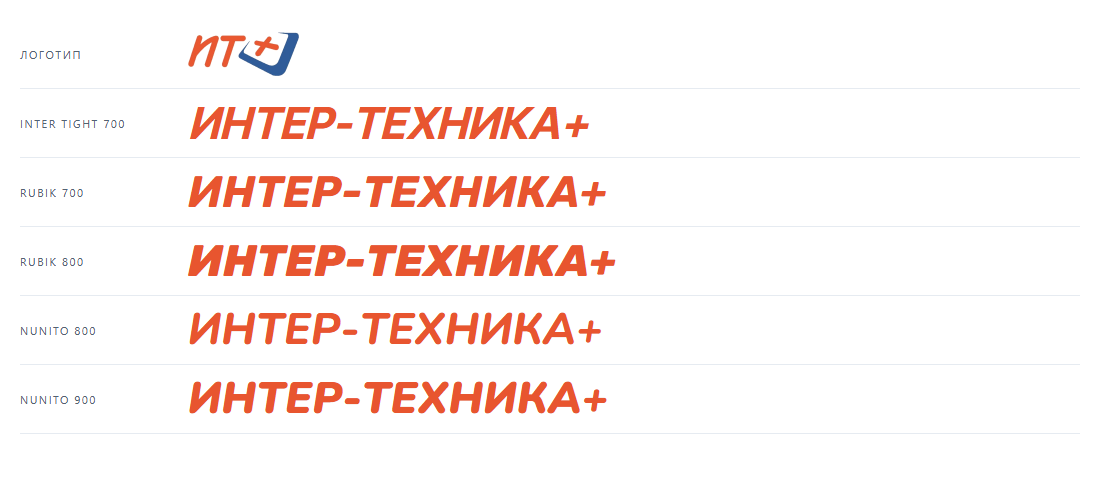 ЛОГОТИП ИТ+
INTER TIGHT 700 ИНТЕР-ТЕХНИКА+
RUBIK 700 ИНТЕР-ТЕХНИКА+
RUBIK 800 ИНТЕР-ТЕХНИКА+
NUNITO 800 ИНТЕР-ТЕХНИКА+
NUNITO 900 ИНТЕР-ТЕХНИКА+